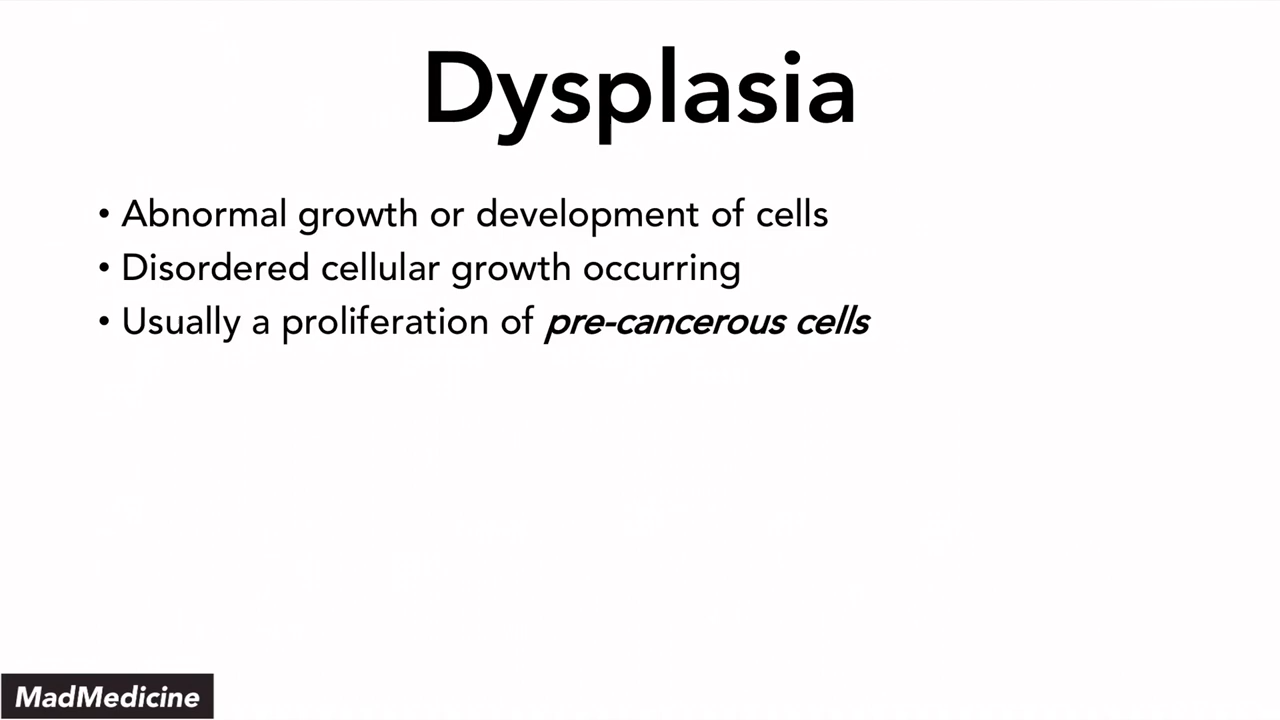 Dysplasia
• Abnormal growth or development of cells
• Disordered cellular growth occurring
• Usually a proliferation of pre-cancerous cells
MadMedicine